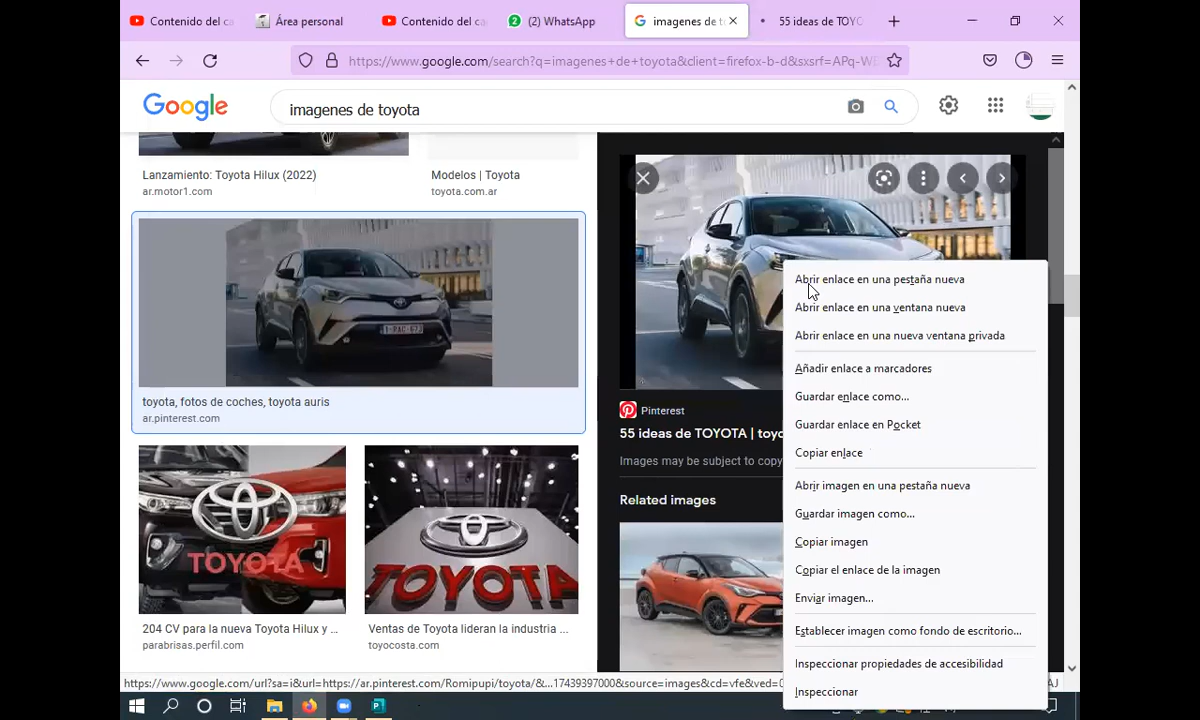 Contenido del ca
Área personal
Contenido del ca
(2) WhatsApp
imagenes de to
55 ideas de TOYO
https://www.google.com/search?q=imagenes+de+toyota&client=firefox-b-d&sxsrf=APq-WB
Google
imagenes de toyota
Lanzamiento: Toyota Hilux (2022)
ar.motor1.com
Modelos | Toyota
toyota.com.ar
toyota, fotos de coches, toyota auris
ar.pinterest.com
TOYOTA
TOYOTA
204 CV para la nueva Toyota Hilux y ...
parabrisas.perfil.com
Ventas de Toyota lideran la industria ...
toyocosta.com
Pinterest
55 ideas de TOYOTA | toyo
Images may be subject to copy
Related images
Abrir enlace en una pestaña nueva
Abrir enlace en una ventana nueva
Abrir enlace en una nueva ventana privada
Añadir enlace a marcadores
Guardar enlace como...
Guardar enlace en Pocket
Copiar enlace
Abrir imagen en una pestaña nueva
Guardar imagen como...
Copiar imagen
Copiar el enlace de la imagen
Enviar imagen...
Establecer imagen como fondo de escritorio...
Inspeccionar propiedades de accesibilidad
Inspeccionar
https://www.google.com/url?sa=i&url=https://ar.pinterest.com/Romipupi/toyota/&...17439397000&source=images&cd=vfe&ved=0
AJ